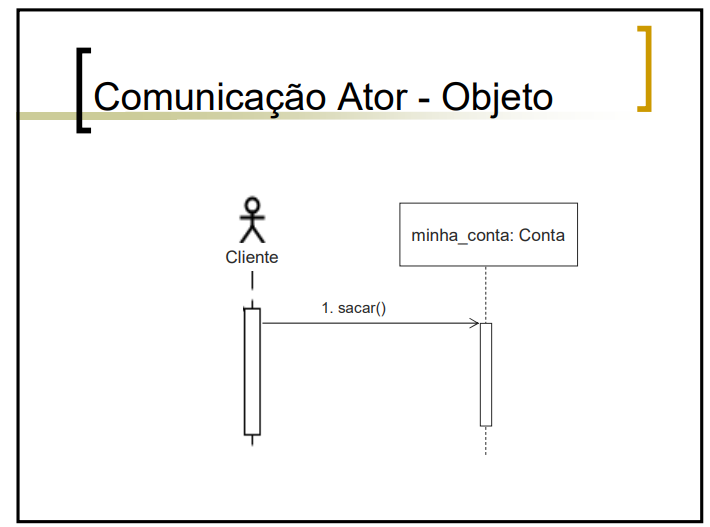 Comunicação Ator - Objeto
Cliente
minha_conta: Conta
1. sacar()